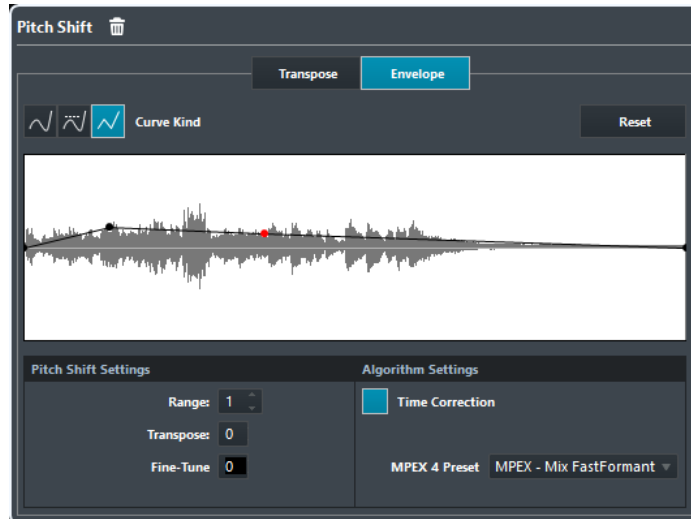 Pitch Shift
Transpose Envelope
Curve Kind Reset
Pitch Shift Settings Algorithm Settings
Range: 1 Time Correction
Transpose: 0
Fine-Tune 0 MPEX 4 Preset MPEX - Mix FastFormant